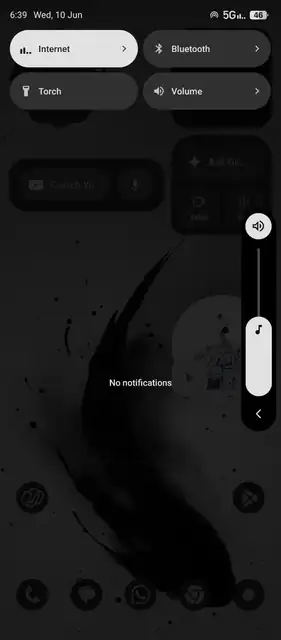 6:39 Wed, 10 Jun 5G 46
Internet
Bluetooth
Torch
Volume
No notifications